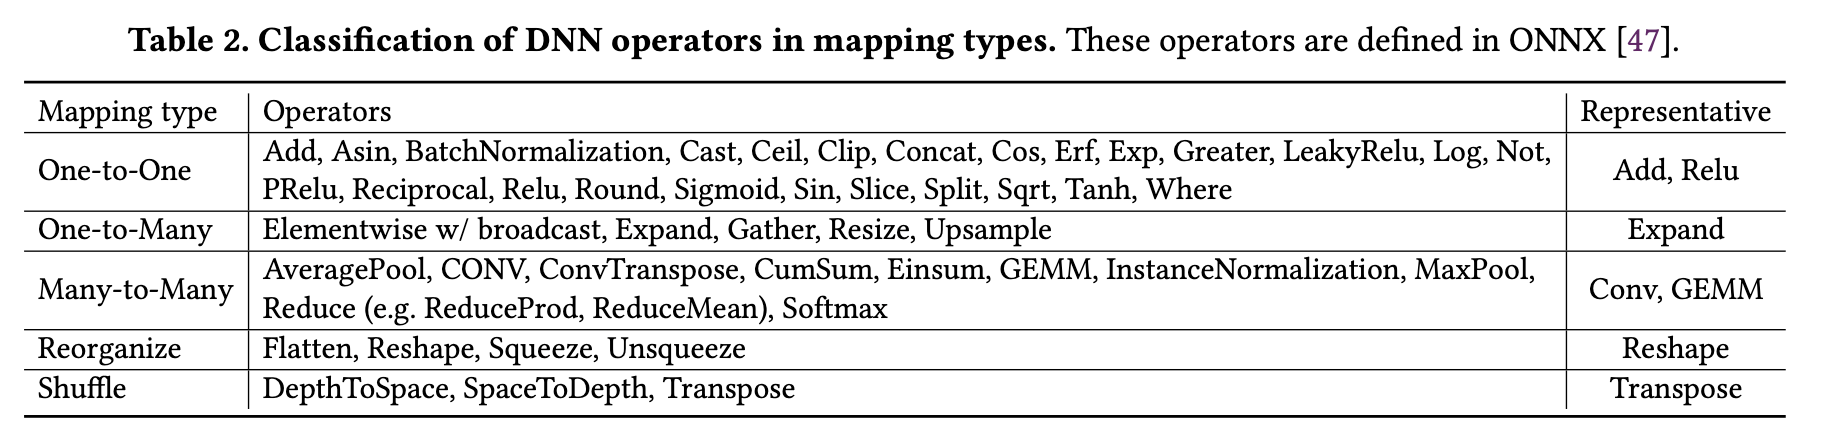 Table 2. Classification of DNN operators in mapping types. These operators are defined in ONNX [47].
Mapping type Operators Representative
One-to-One Add, Asin, BatchNormalization, Cast, Ceil, Clip, Concat, Cos, Erf, Exp, Greater, LeakyRelu, Log, Not,
PRelu, Reciprocal, Relu, Round, Sigmoid, Sin, Slice, Split, Sqrt, Tanh, Where Add, Relu
One-to-Many Elementwise w/ broadcast, Expand, Gather, Resize, Upsample Expand
Many-to-Many AveragePool, CONV, ConvTranspose, CumSum, Einsum, GEMM, InstanceNormalization, MaxPool,
Reduce (e.g. ReduceProd, ReduceMean), Softmax Conv, GEMM
Reorganize Flatten, Reshape, Squeeze, Unsqueeze Reshape
Shuffle DepthToSpace, SpaceToDepth, Transpose Transpose